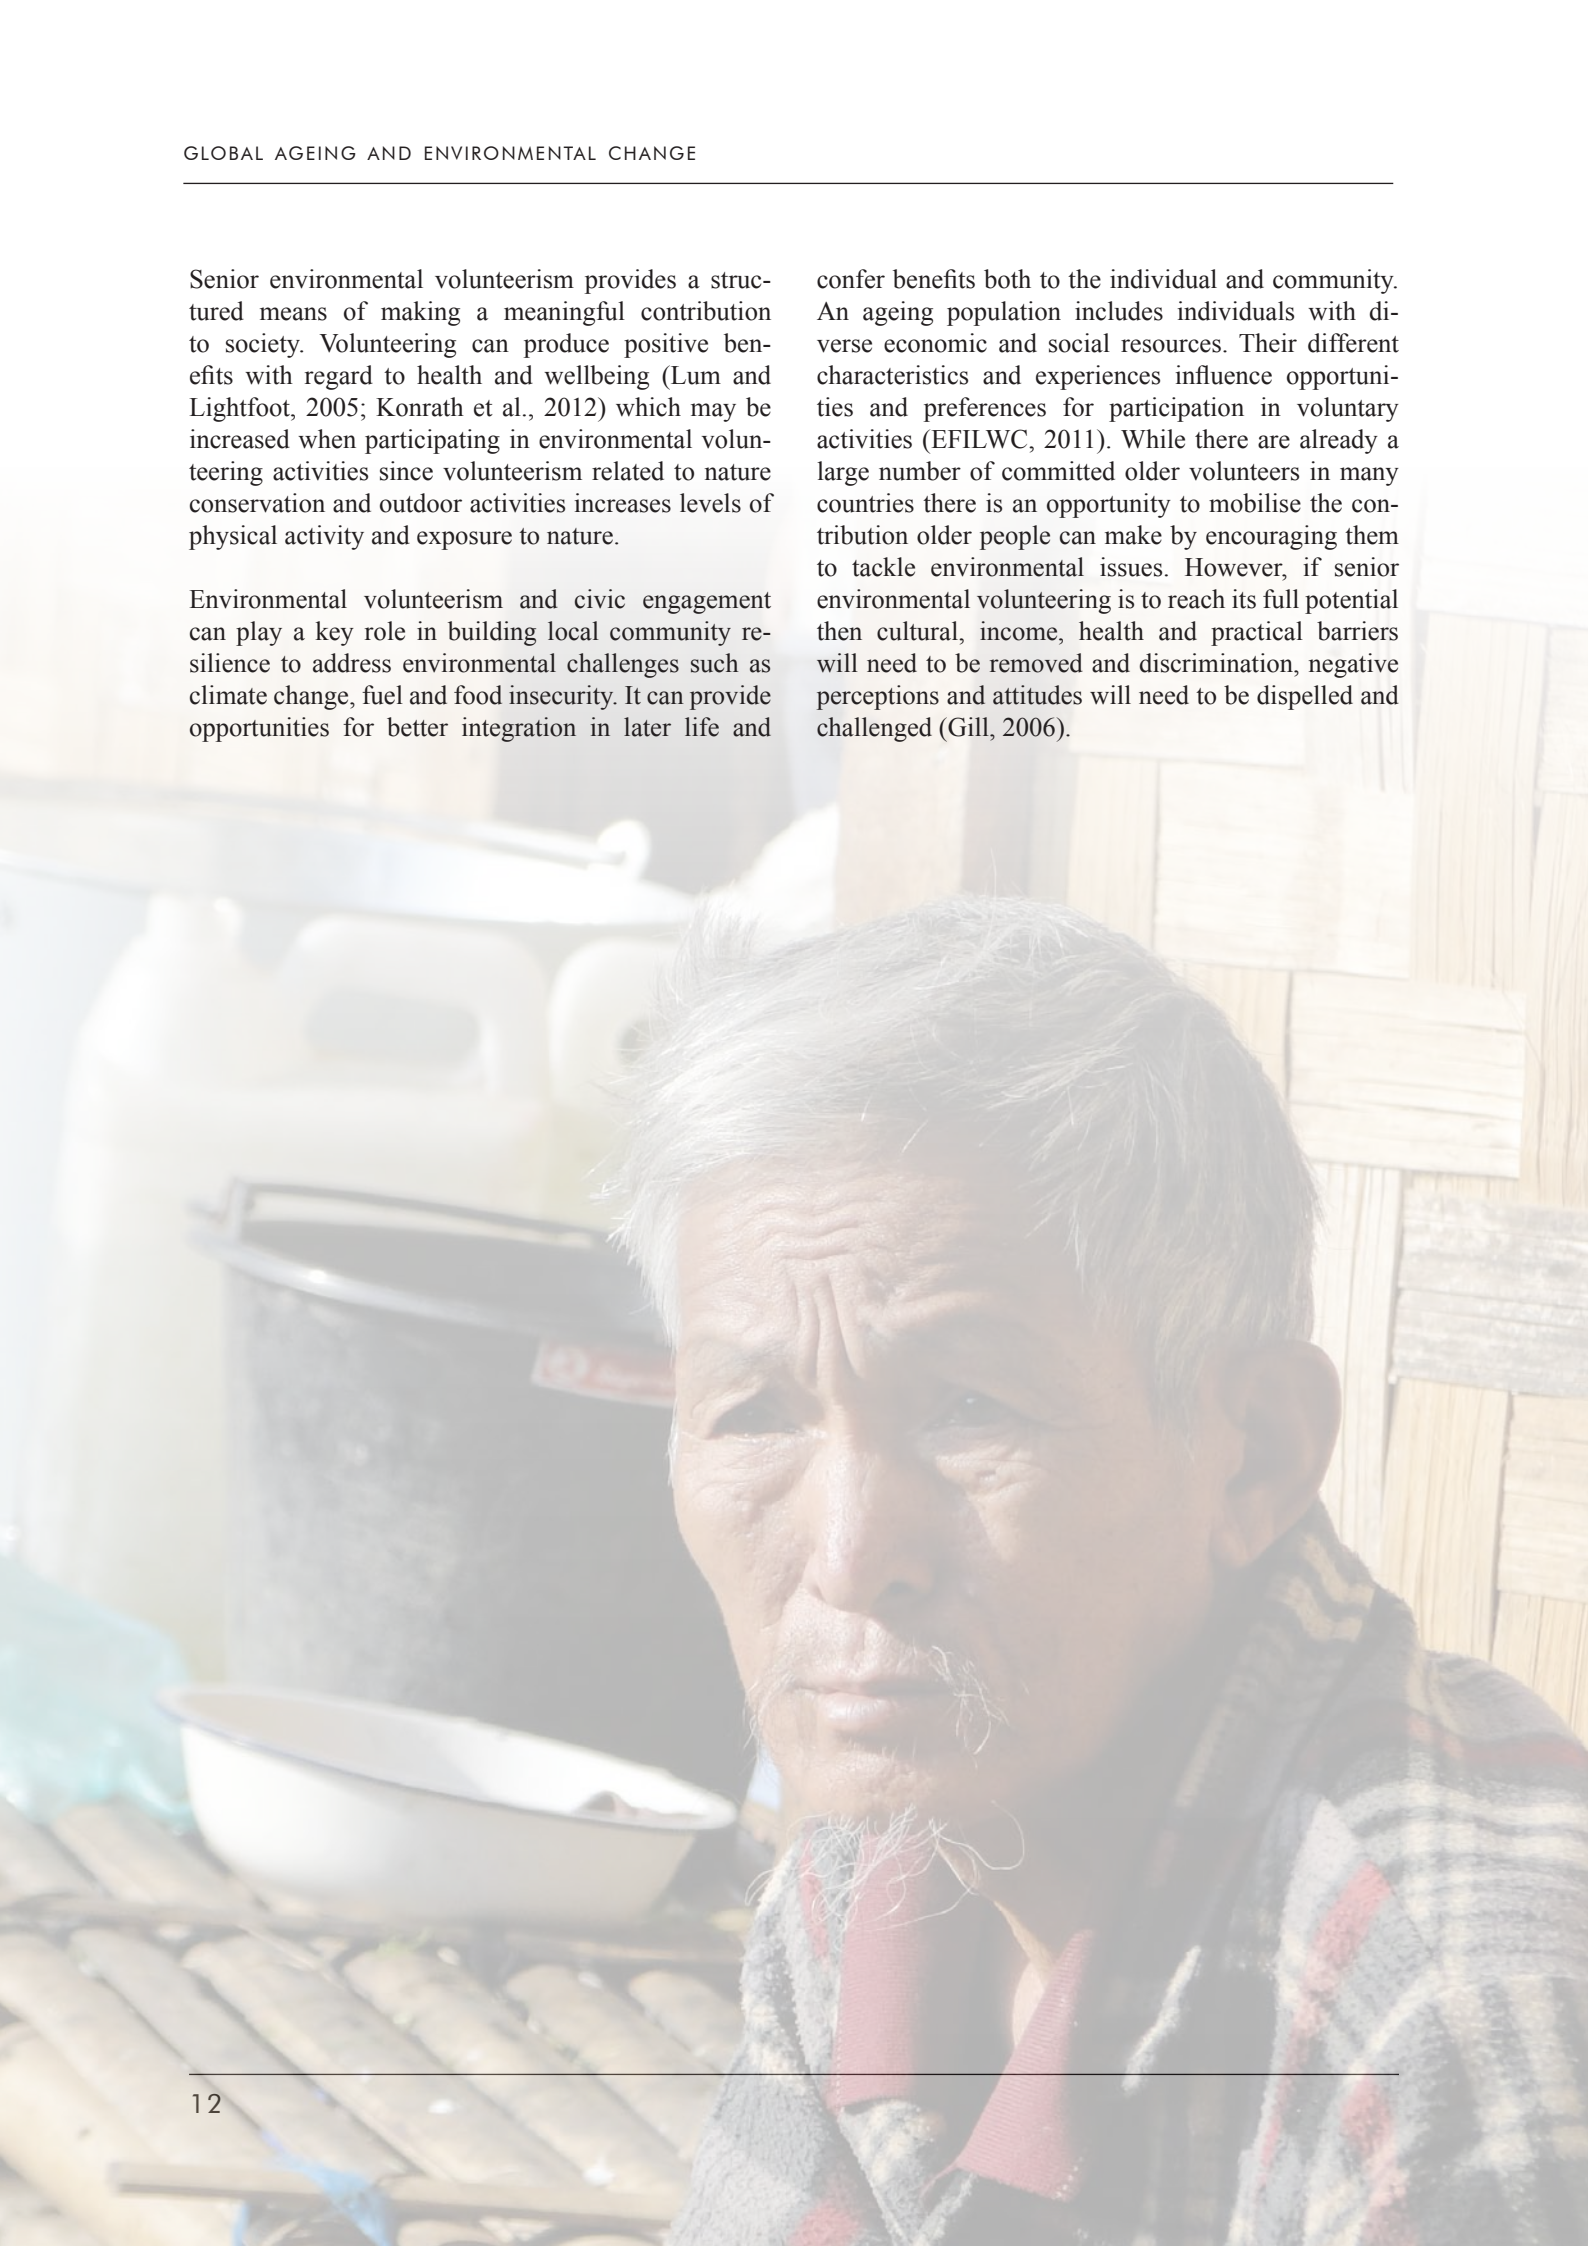 GLOBAL AGEING AND ENVIRONMENTAL CHANGE
Senior environmental volunteerism provides a struc-
tured means of making a meaningful contribution
to society. Volunteering can produce positive ben-
efits with regard to health and wellbeing (Lum and
Lightfoot, 2005; Konrath et al., 2012) which may be
increased when participating in environmental volun-
teering activities since volunteerism related to nature
conservation and outdoor activities increases levels of
physical activity and exposure to nature.
Environmental volunteerism and civic engagement
can play a key role in building local community re-
silience to address environmental challenges such as
climate change, fuel and food insecurity. It can provide
opportunities for better integration in later life and
confer benefits both to the individual and community.
An ageing population includes individuals with di-
verse economic and social resources. Their different
characteristics and experiences influence opportuni-
ties and preferences for participation in voluntary
activities (EFILWC, 2011). While there are already a
large number of committed older volunteers in many
countries there is an opportunity to mobilise the con-
tribution older people can make by encouraging them
to tackle environmental issues. However, if senior
environmental volunteering is to reach its full potential
then cultural, income, health and practical barriers
will need to be removed and discrimination, negative
perceptions and attitudes will need to be dispelled and
challenged (Gill, 2006).
12